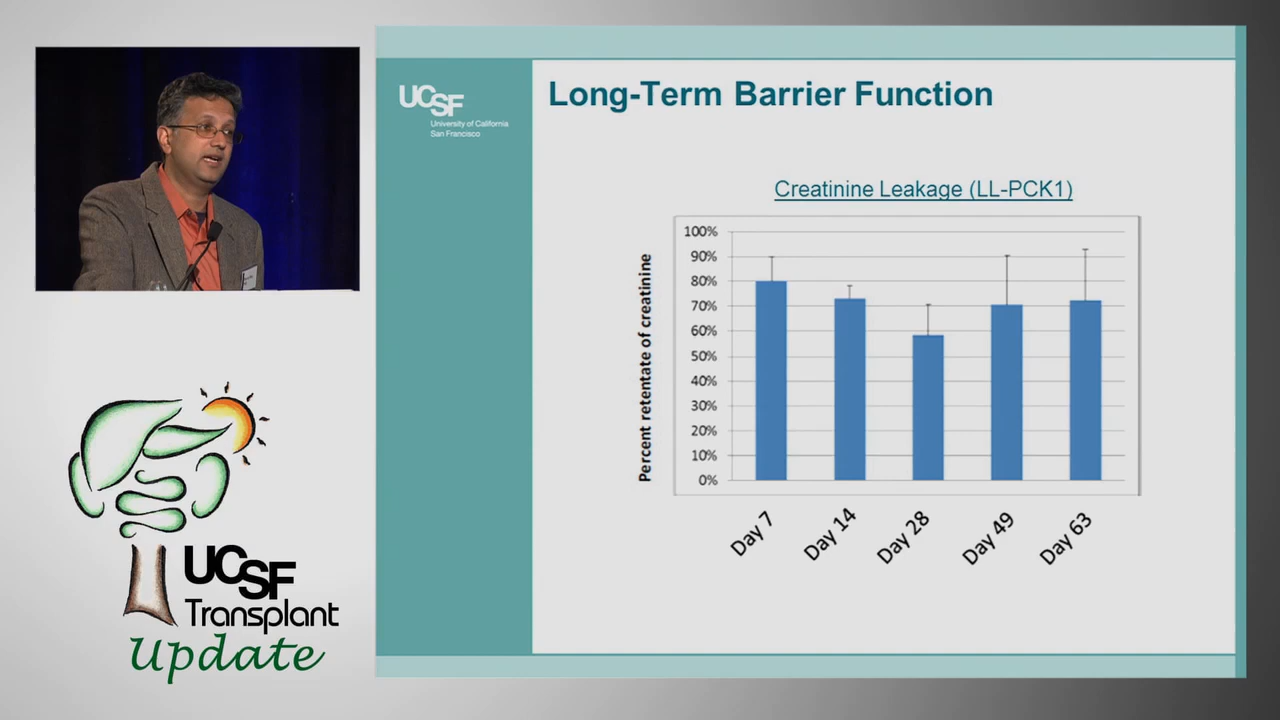 UCSF
University of California
San Francisco
Long-Term Barrier Function
Creatinine Leakage (LL-PCK1)
Percent retentate of creatinine
100%
90%
80%
70%
60%
50%
40%
30%
20%
10%
0%
Day 7
Day 14
Day 28
Day 49
Day 63
UCSF
Transplant
Update